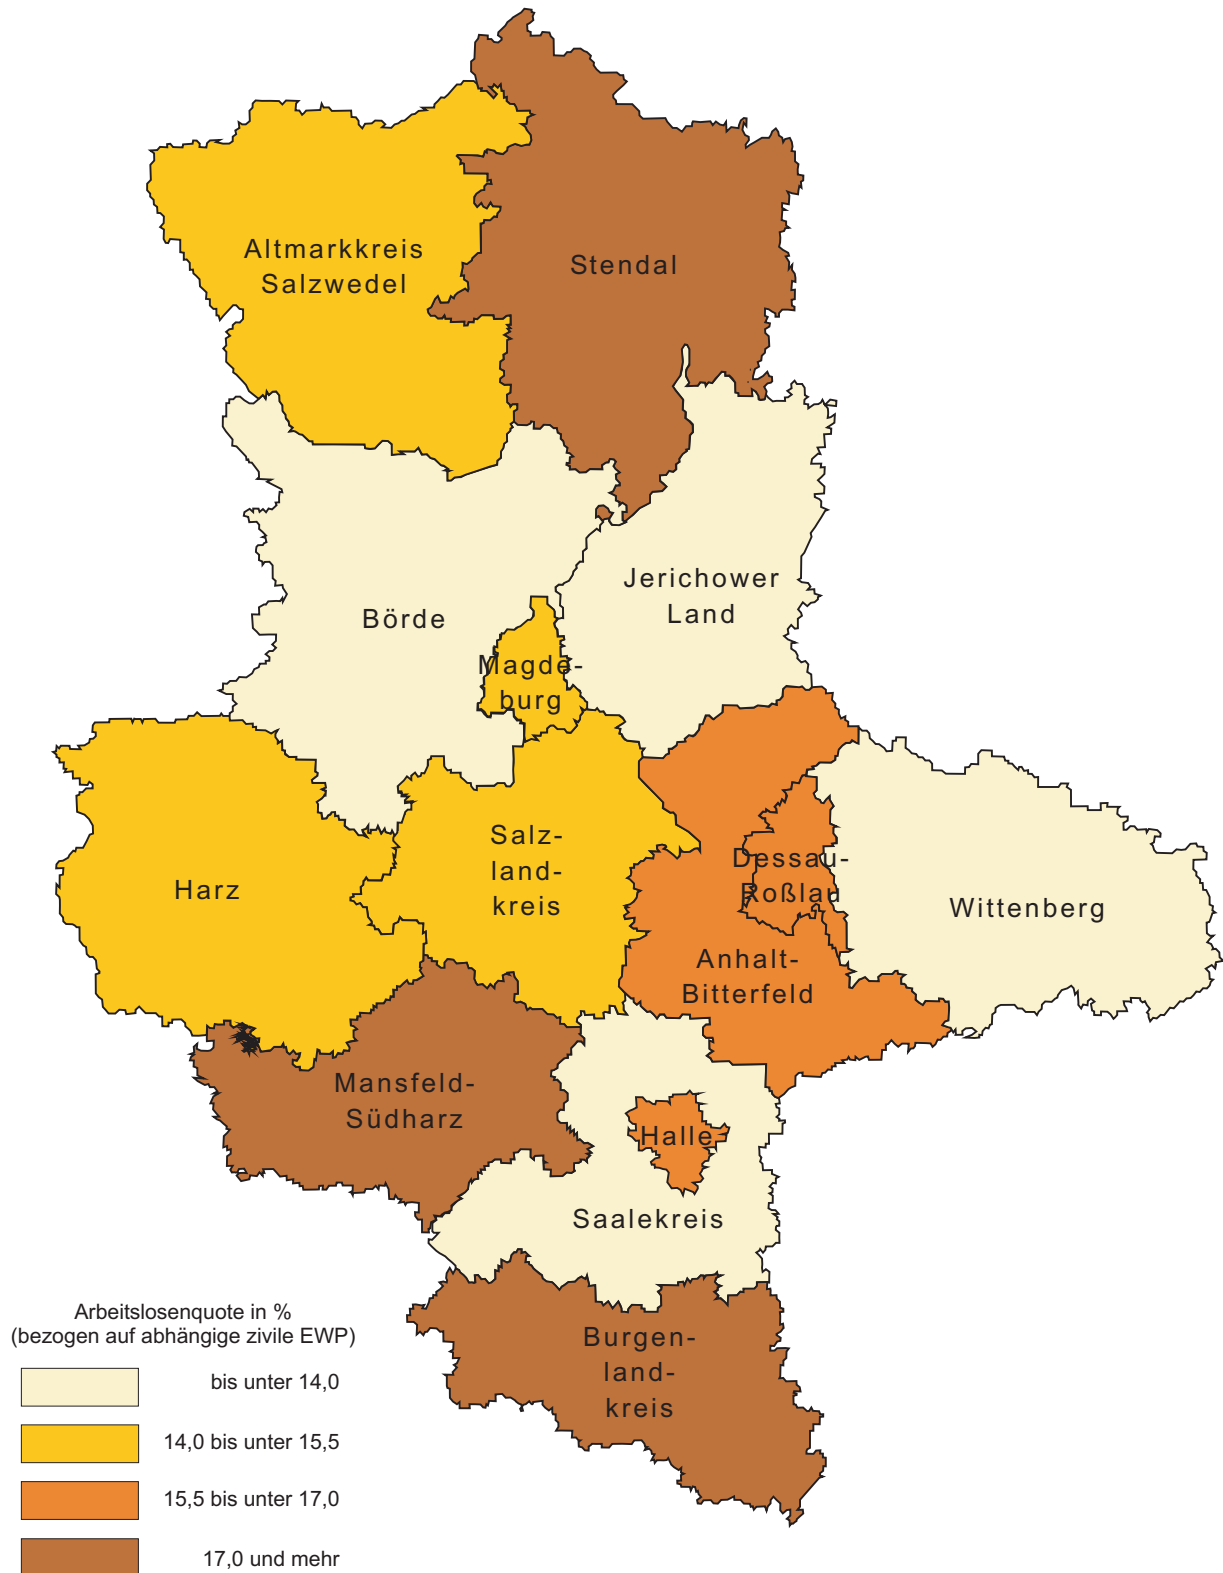 Altmarkkreis
Salzwedel
Stendal
Jerichower
Land
Börde
Magde-
burg
Salz-
land-
kreis
Dessau-
Roßlau
Harz
Wittenberg
Anhalt-
Bitterfeld
Mansfeld-
Südharz
Halle
Saalekreis
Burgen-
land-
kreis
Arbeitslosenquote in %
(bezogen auf abhängige zivile EWP)
bis unter 14,0
14,0 bis unter 15,5
15,5 bis unter 17,0
17,0 und mehr